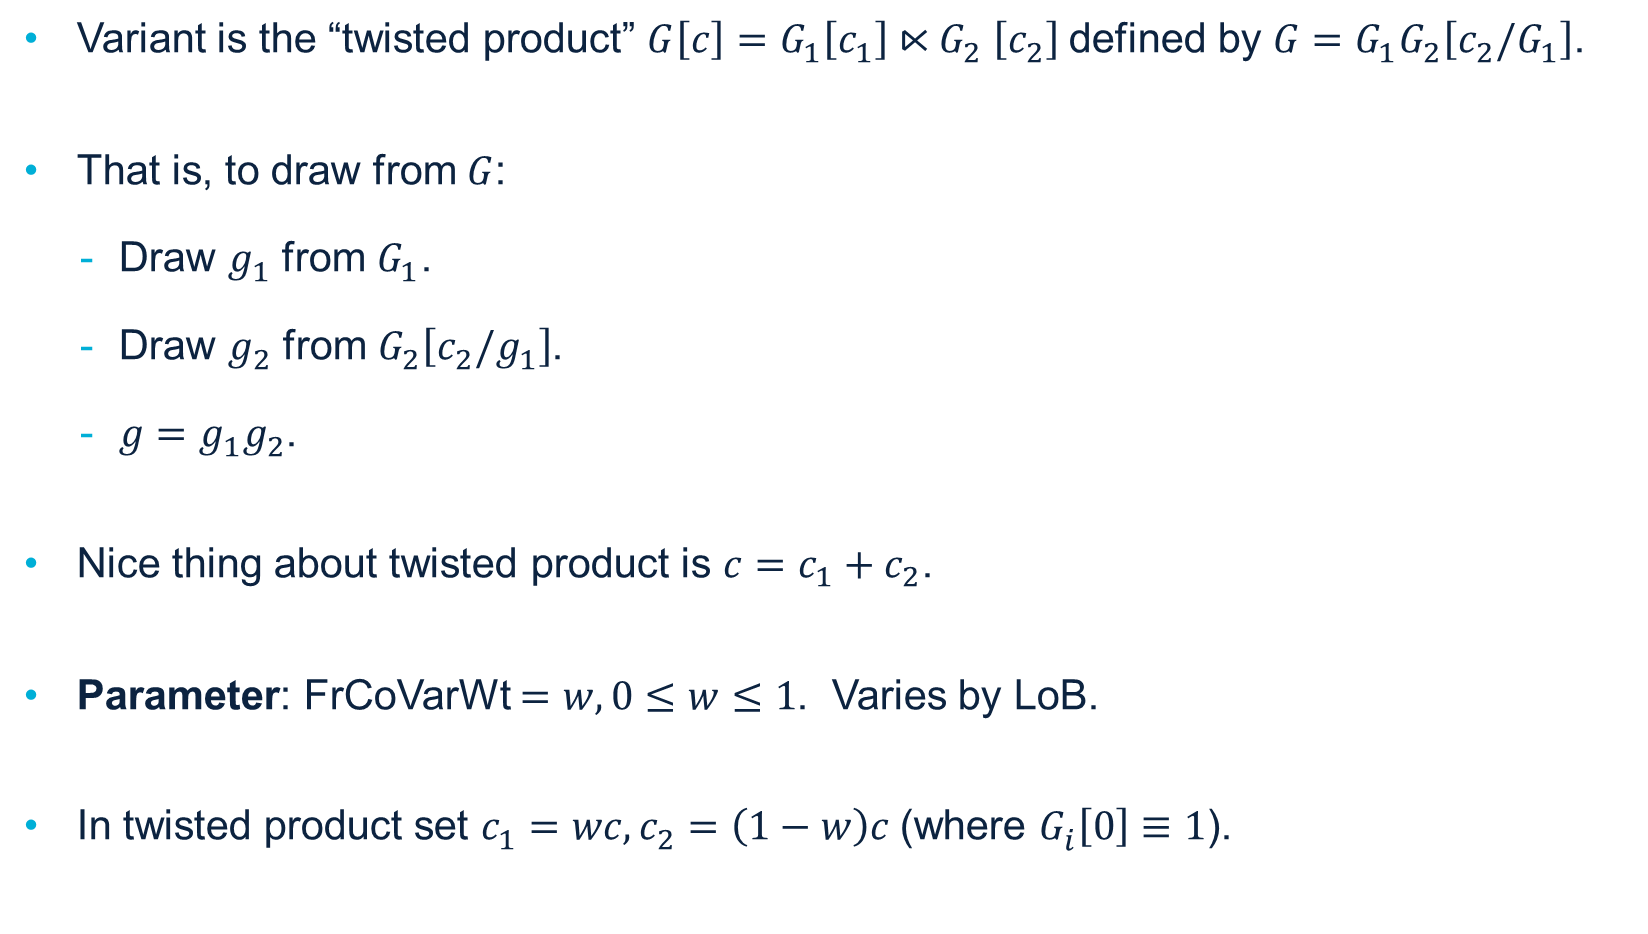 • Variant is the “twisted product” G[c] = G₁[c₁] ⋉ G₂ [c₂] defined by G = G₁G₂[c₂/G₁].
• That is, to draw from G:
- Draw g₁ from G₁.
- Draw g₂ from G₂[c₂/g₁].
- g = g₁g₂.
• Nice thing about twisted product is c = c₁ + c₂.
• Parameter: FrCoVarWt = w, 0 ≤ w ≤ 1. Varies by LoB.
• In twisted product set c₁ = wc, c₂ = (1 − w)c (where Gᵢ[0] ≡ 1).